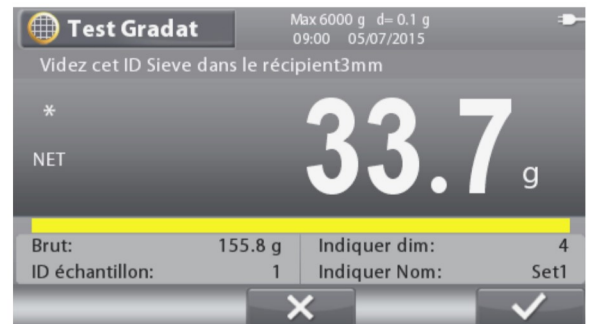 Test Gradat
Max 6000 g d= 0.1 g
09:00 05/07/2015
Videz cet ID Sieve dans le récipient3mm
*
33.7 g
NET
Brut: 155.8 g Indiquer dim: 4
ID échantillon: 1 Indiquer Nom: Set1